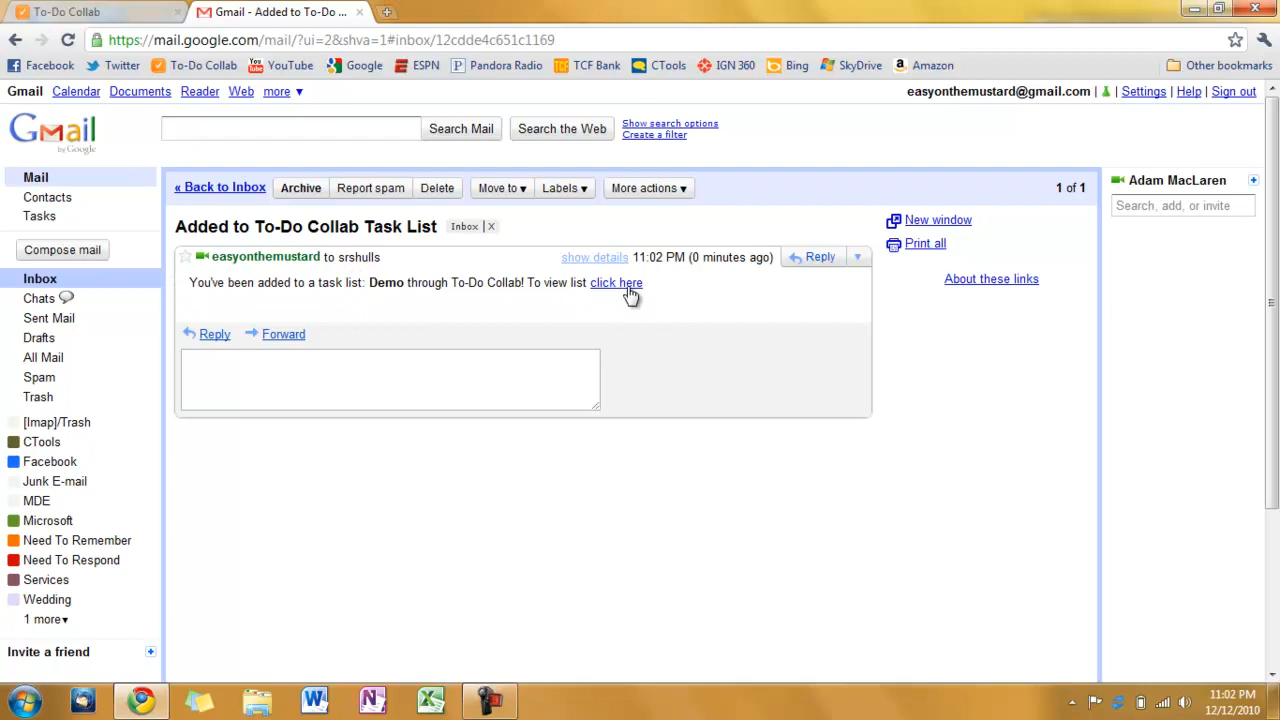 To-Do Collab
Gmail - Added to To-Do ...
https://mail.google.com/mail/?ui=2&shva=1#inbox/12cdde4c651c1169
Facebook Twitter To-Do Collab YouTube Google ESPN Pandora Radio TCF Bank CTools IGN 360 Bing SkyDrive Amazon Other bookmarks
Gmail Calendar Documents Reader Web more ▼ easyonthemustard@gmail.com | Settings | Help | Sign out
Gmail
by Google
Search Mail Search the Web
Show search options
Create a filter
Mail
Contacts
Tasks
Compose mail
Inbox
Chats
Sent Mail
Drafts
All Mail
Spam
Trash
[Imap]/Trash
CTools
Facebook
Junk E-mail
MDE
Microsoft
Need To Remember
Need To Respond
Services
Wedding
1 more▼
Invite a friend
« Back to Inbox Archive Report spam Delete Move to ▼ Labels ▼ More actions ▼ 1 of 1
Added to To-Do Collab Task List Inbox | X
easyonthemustard to srshulls show details 11:02 PM (0 minutes ago) Reply ▼
You've been added to a task list: Demo through To-Do Collab! To view list click here
Reply Forward
New window
Print all
About these links
Adam MacLaren
Search, add, or invite
11:02 PM
12/12/2010